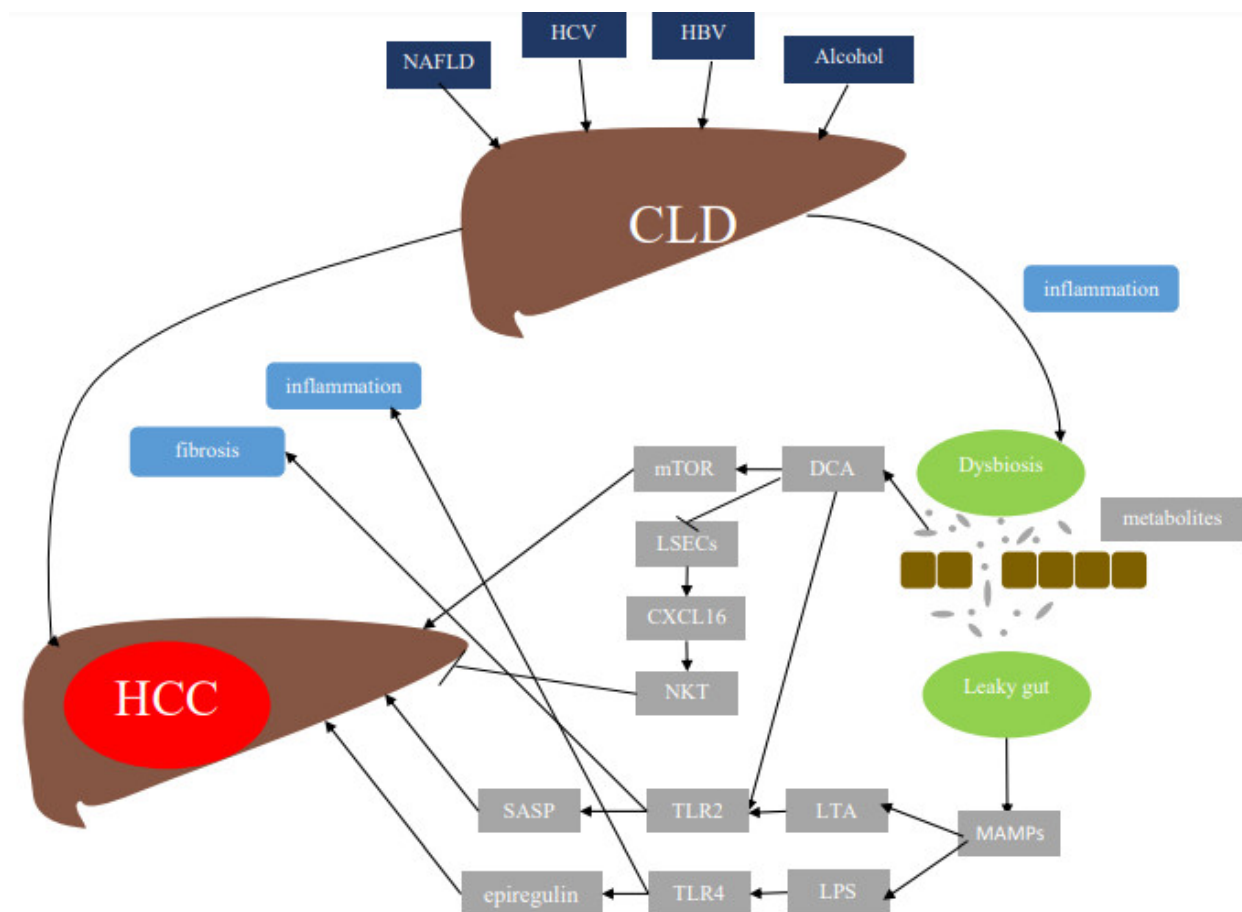 HCV
HBV
NAFLD
Alcohol
CLD
inflammation
inflammation
fibrosis
mTOR
DCA
Dysbiosis
metabolites
LSECs
CXCL16
NKT
Leaky gut
HCC
SASP
TLR2
LTA
MAMPs
epiregulin
TLR4
LPS